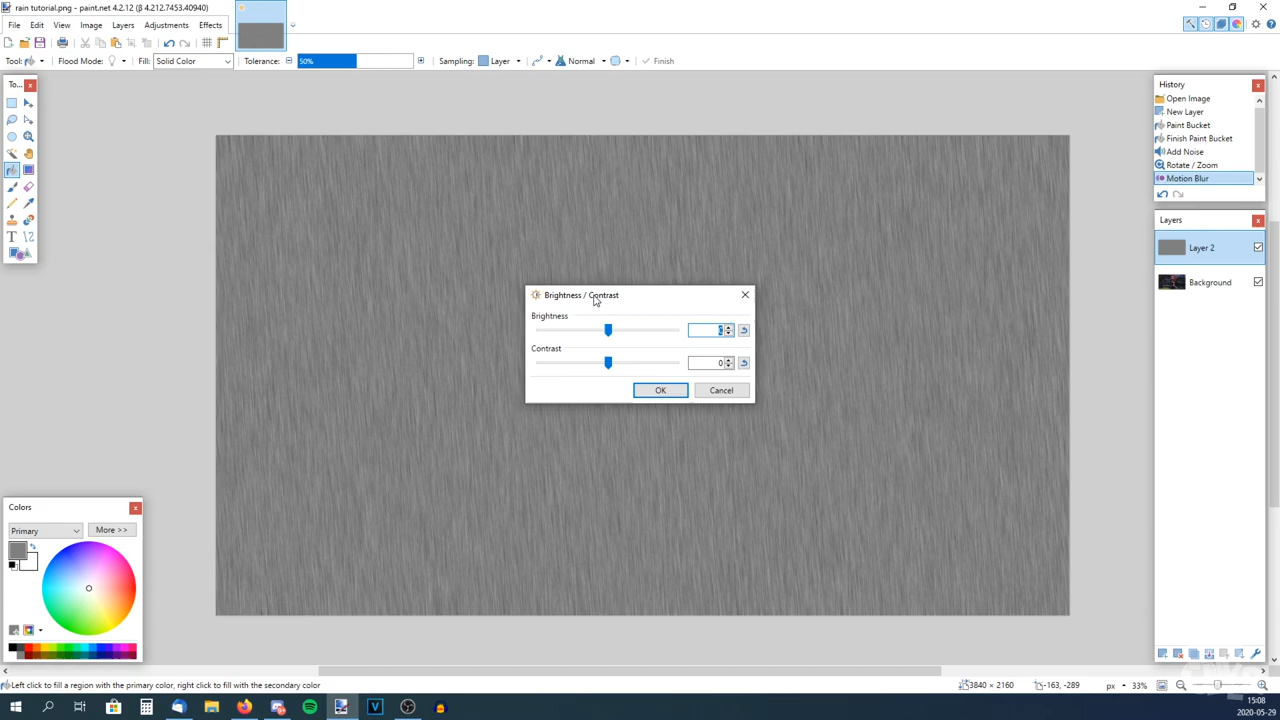 rain tutorial.png - paint.net 4.2.12 (β 4.212.7453.40940)
File Edit View Image Layers Adjustments Effects
Tool: Flood Mode: Fill: Solid Color Tolerance: 50% Sampling: Layer Normal Finish
To...
History
Open Image
New Layer
Paint Bucket
Finish Paint Bucket
Add Noise
Rotate / Zoom
Motion Blur
Layers
Layer 2
Background
Brightness / Contrast
Brightness
Contrast
0
OK Cancel
Colors
Primary More >>
Left click to fill a region with the primary color, right click to fill with the secondary color 3840 × 2160 -163, -289 px 33%
15:08
2020-05-29